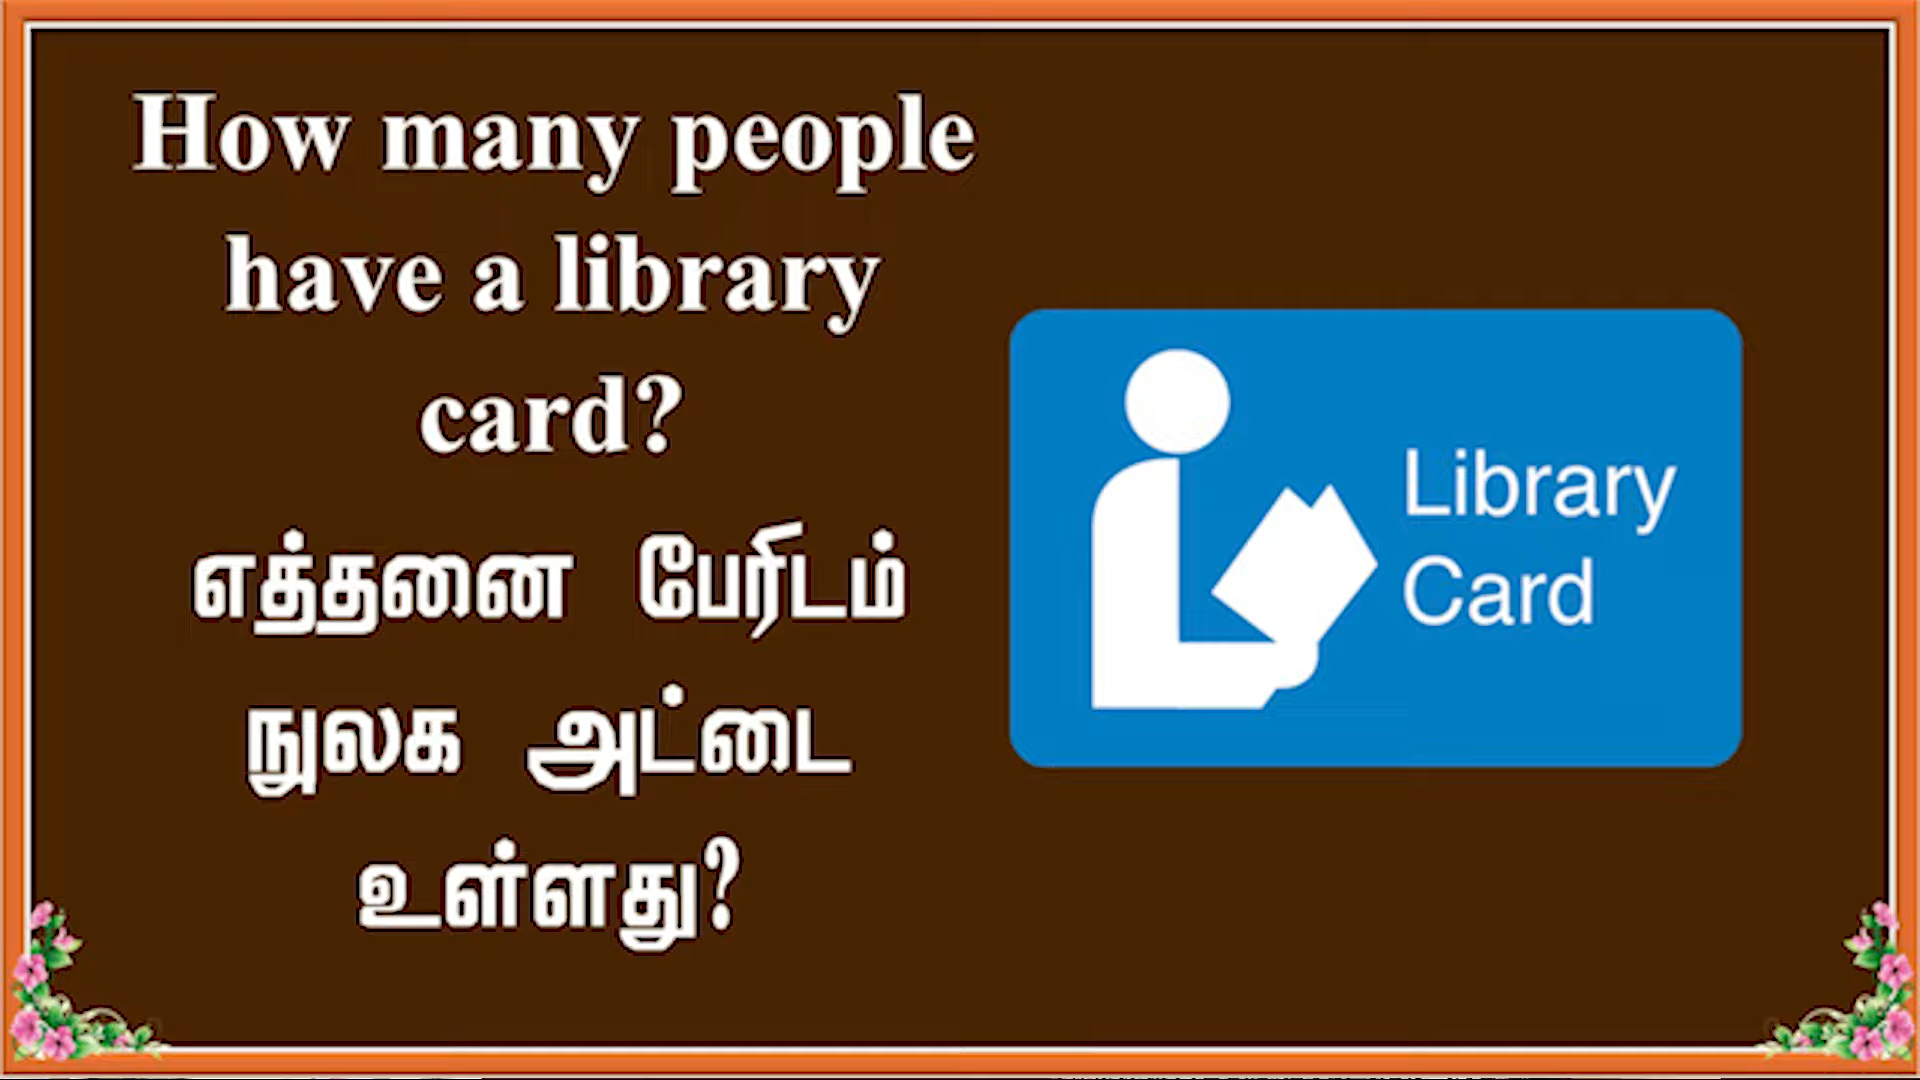 How many people
have a library
card?
எத்தனை பேரிடம்
நுலக அட்டை
உள்ளது?
Library
Card